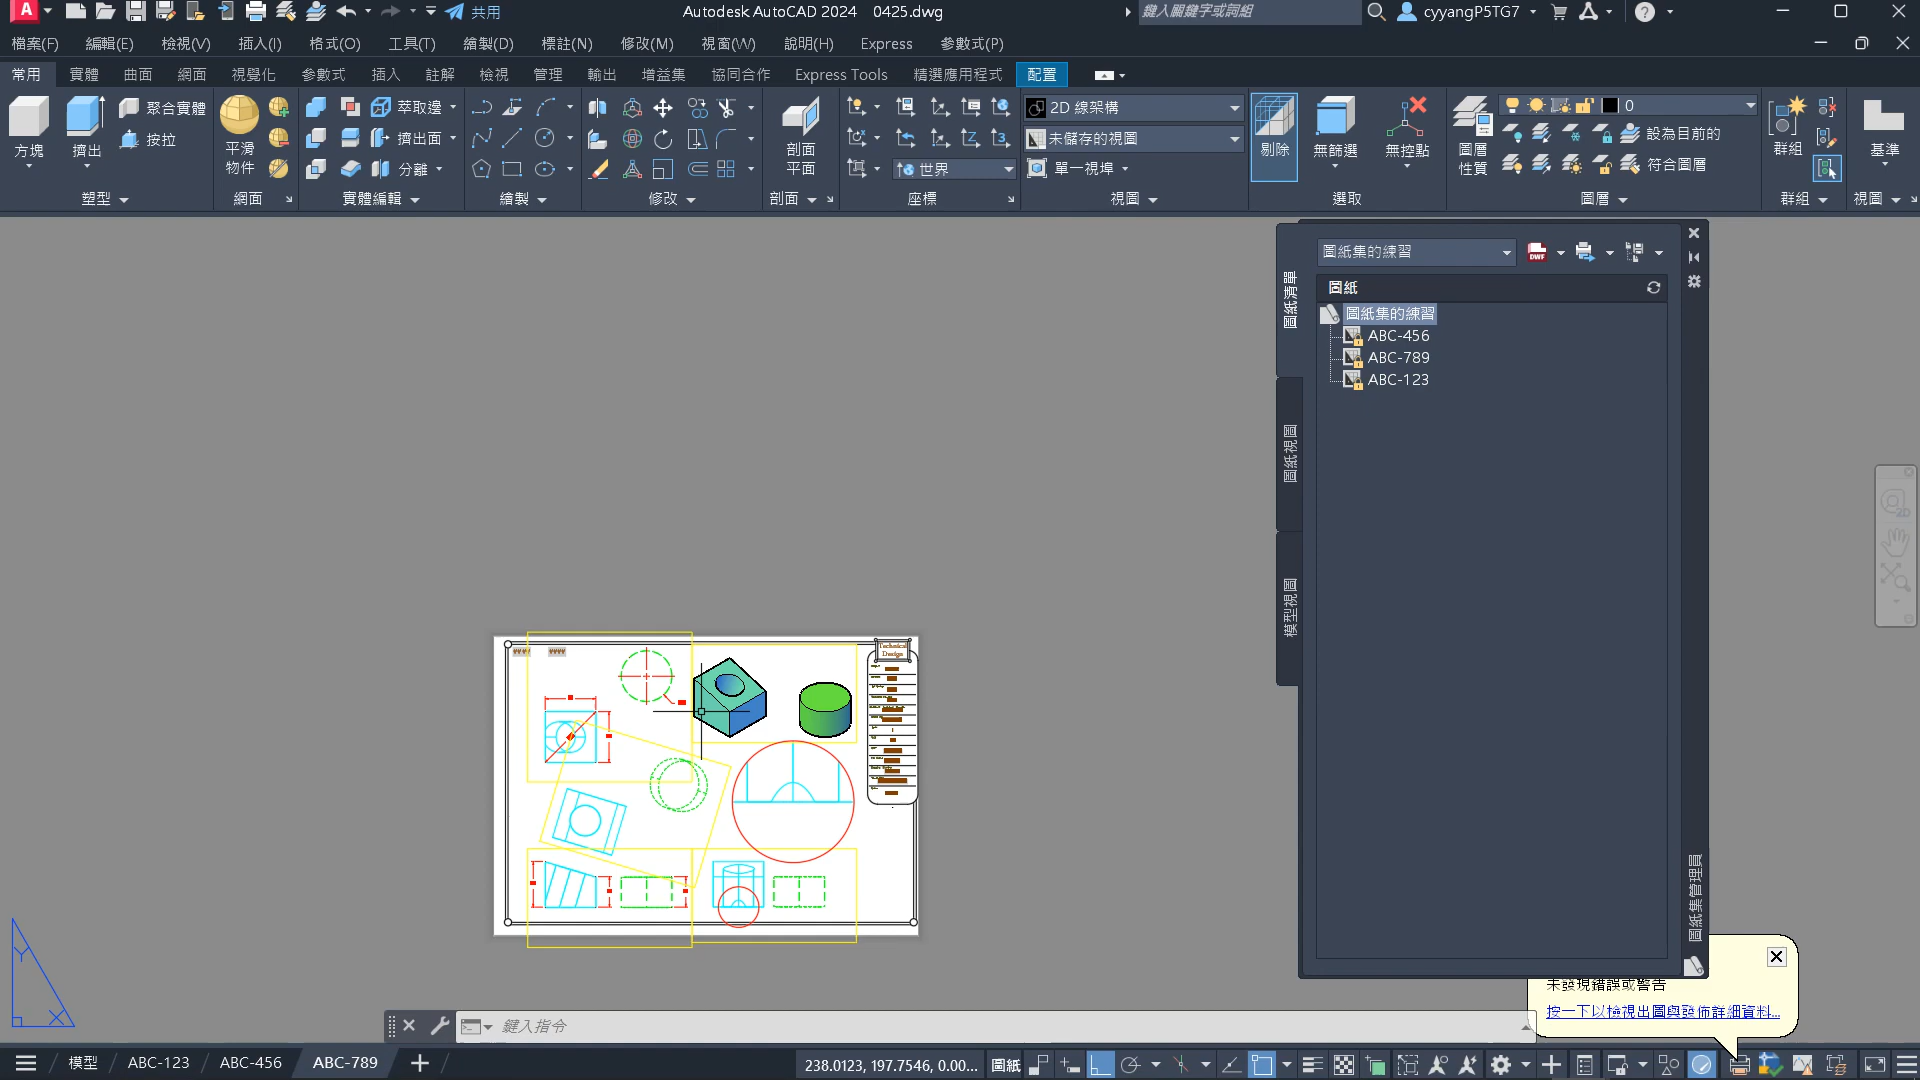 A
共用
Autodesk AutoCAD 2024 0425.dwg
鍵入關鍵字或詞組
cyyangP5TG7
檔案(F) 編輯(E) 檢視(V) 插入(I) 格式(O) 工具(T) 繪製(D) 標註(N) 修改(M) 視窗(W) 說明(H) Express 參數式(P)
常用 實體 曲面 網面 視覺化 參數式 插入 註解 檢視 管理 輸出 增益集 協同合作 Express Tools 精選應用程式 配置
方塊
擠出
聚合實體
按拉
平滑
物件
萃取邊
擠出面
分離
剖面
平面
世界
2D 線架構
未儲存的視圖
單一視埠
剔除
無篩選
無控點
圖層
性質
0
設為目前的
符合圖層
群組
基準
塑型 網面 實體編輯 繪製 修改 剖面 座標 視圖 選取 圖層 群組 視圖
圖紙集的練習
DWF
圖紙
圖紙集的練習
ABC-456
ABC-789
ABC-123
圖紙清單
圖紙視圖
模型視圖
圖紙集管理員
2D
Technical
Design
Y
X
未發現錯誤或警告
按一下以檢視出圖與發佈詳細資料...
鍵入指令
模型 ABC-123 ABC-456 ABC-789
238.0123, 197.7546, 0.00...
圖紙